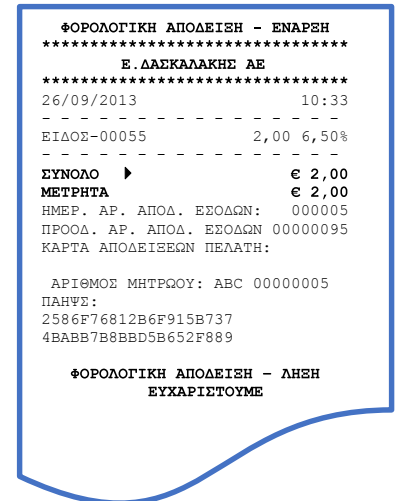 ΦΟΡΟΛΟΓΙΚΗ ΑΠΟΔΕΙΞΗ – ΕΝΑΡΞΗ
********************************
Ε.ΔΑΣΚΑΛΑΚΗΣ ΑΕ
********************************
26/09/2013 10:33
- - - - - - - - - - - - - - - -
ΕΙΔΟΣ-00055 2,00 6,50%
- - - - - - - - - - - - - - - -
ΣΥΝΟΛΟ € 2,00
ΜΕΤΡΗΤΑ € 2,00
ΗΜΕΡ. ΑΡ. ΑΠΟΔ. ΕΣΟΔΩΝ: 000005
ΠΡΟΟΔ. ΑΡ. ΑΠΟΔ. ΕΣΟΔΩΝ 00000095
ΚΑΡΤΑ ΑΠΟΔΕΙΞΕΩΝ ΠΕΛΑΤΗ:
ΑΡΙΘΜΟΣ ΜΗΤΡΩΟΥ: ABC 00000005
ΠΑΗΨΣ:
2586F76812B6F915B737
4BABB7B8BBD5B652F889
ΦΟΡΟΛΟΓΙΚΗ ΑΠΟΔΕΙΞΗ – ΛΗΞΗ
ΕΥΧΑΡΙΣΤΟΥΜΕ